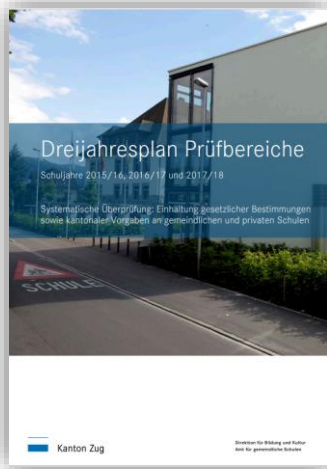 Dreijahresplan Prüfbereiche
Schuljahre 2015/16, 2016/17 und 2017/18
Systematische Überprüfung: Einhaltung gesetzlicher Bestimmungen
sowie kantonaler Vorgaben an gemeindlichen und privaten Schulen
SCHULE
Kanton Zug
Direktion für Bildung und Kultur
Amt für gemeindliche Schulen